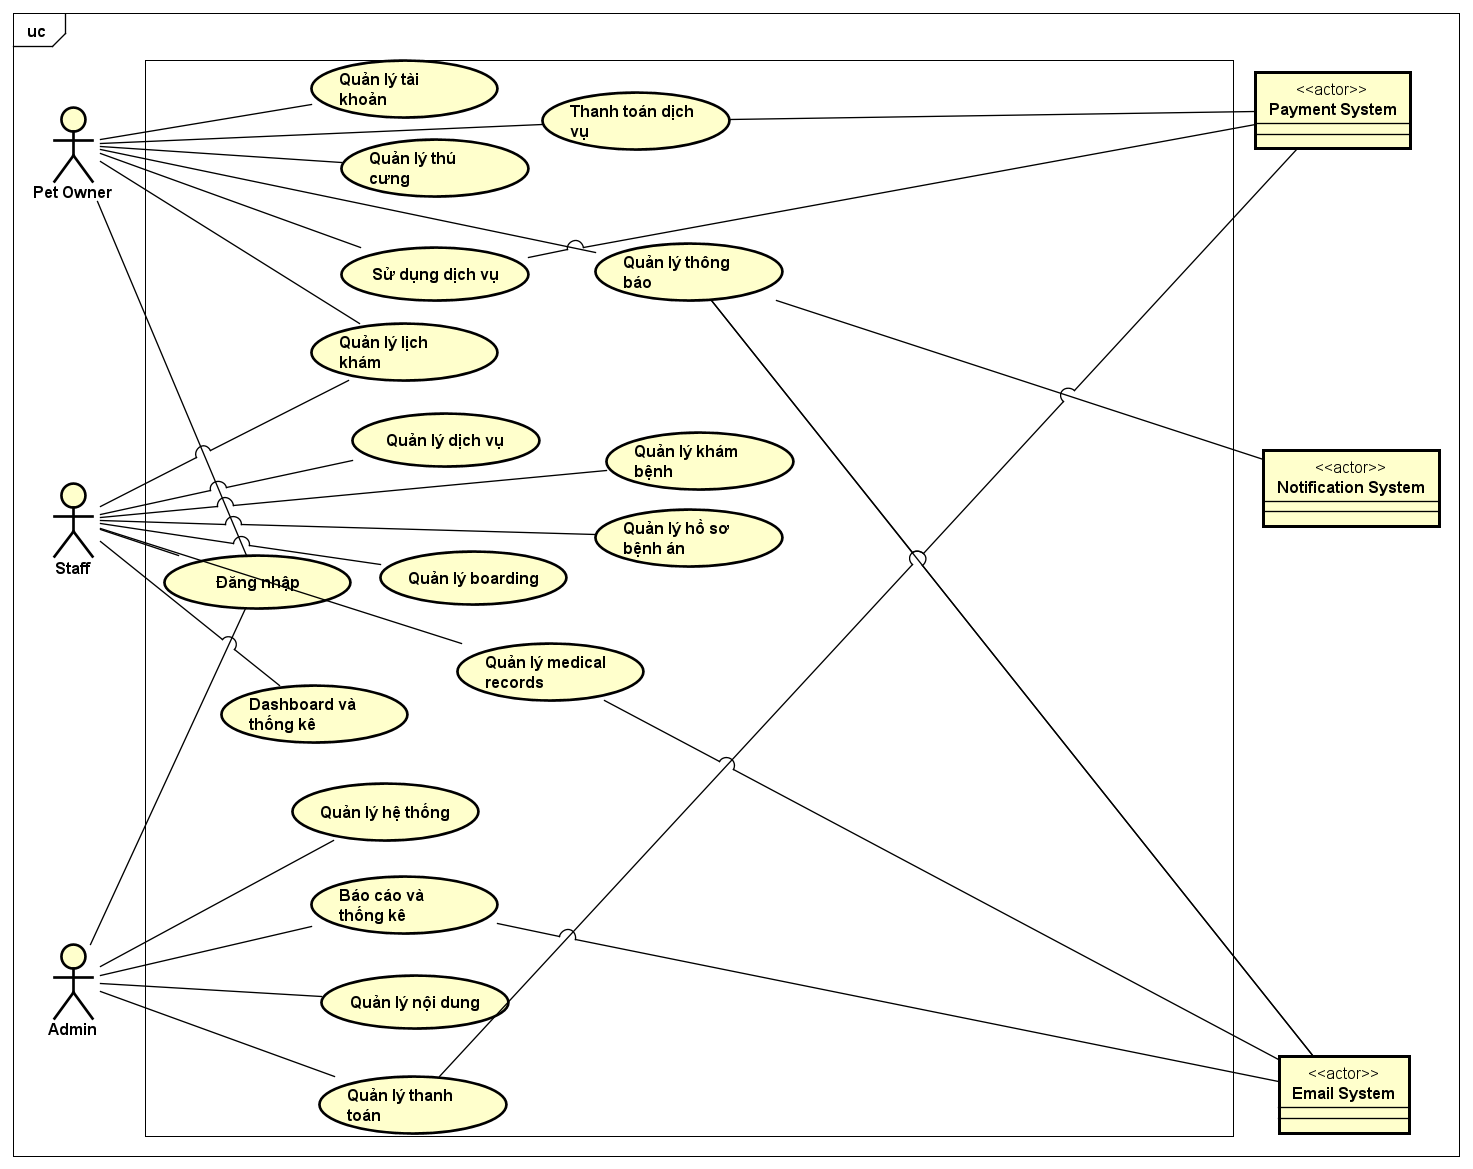 uc
Quản lý tài
khoản
Thanh toán dịch
vụ
<<actor>>
Payment System
Quản lý thú
cưng
Pet Owner
Sử dụng dịch vụ
Quản lý thông
báo
Quản lý lịch
khám
Quản lý dịch vụ
Quản lý khám
bệnh
<<actor>>
Notification System
Quản lý hồ sơ
bệnh án
Staff
Đăng nhập
Quản lý boarding
Quản lý medical
records
Dashboard và
thống kê
Quản lý hệ thống
Báo cáo và
thống kê
Quản lý nội dung
Admin
Quản lý thanh
toán
<<actor>>
Email System